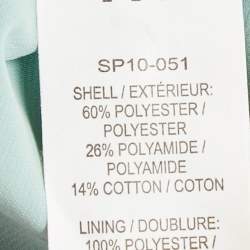 SP10-051
SHELL / EXTÉRIEUR:
60% POLYESTER /
POLYESTER
26% POLYAMIDE /
POLYAMIDE
14% COTTON / COTON
LINING / DOUBLURE:
100% POLYESTER /